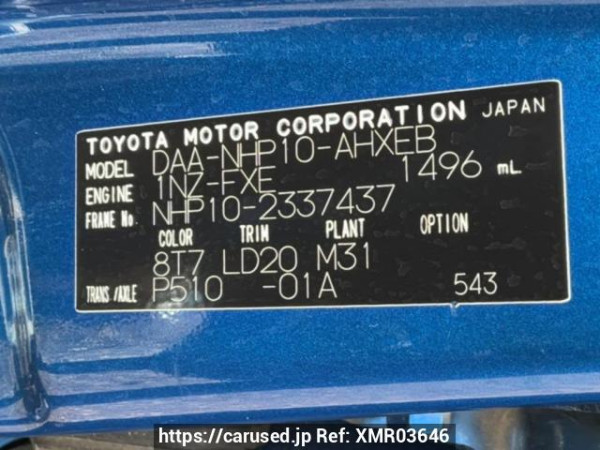 TOYOTA MOTOR CORPORATION JAPAN
MODEL DAA-NHP10-AHXEB
ENGINE 1NZ-FXE 1496 mL
FRAME No. NHP10-2337437
COLOR TRIM PLANT OPTION
8T7 LD20 M31
TRANS/AXLE P510 -01A 543
https://carused.jp Ref: XMR03646